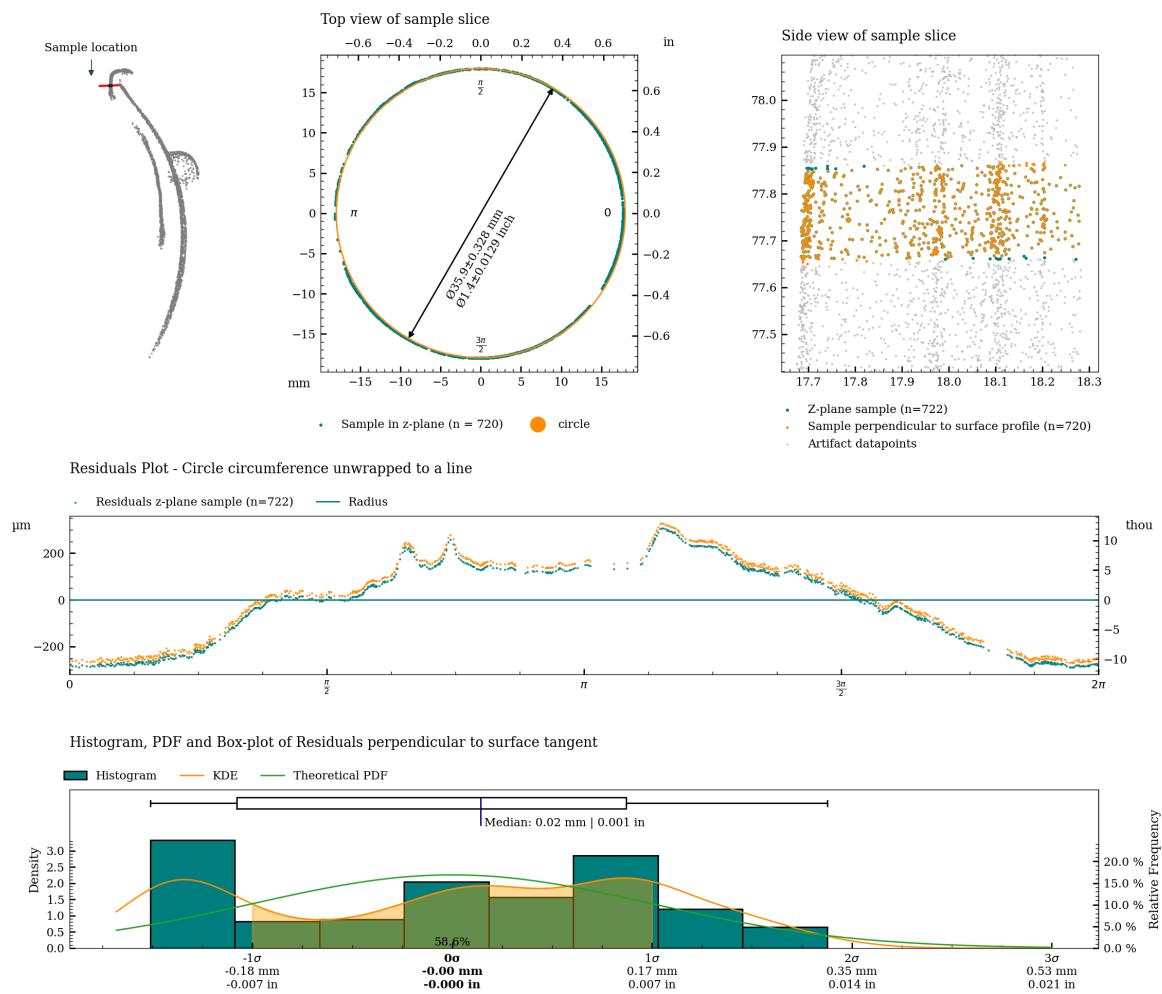 Sample location
Top view of sample slice
−0.6 −0.4 −0.2 0.0 0.2 0.4 0.6 in
15
10
5
0
−5
−10
−15
mm
−15 −10 −5 0 5 10 15
0.6
0.4
0.2
0.0
−0.2
−0.4
−0.6
π/2
π
0
3π/2
Ø35.9±0.328 mm
Ø1.4±0.0129 inch
Sample in z-plane (n = 720)
circle
Side view of sample slice
78.0
77.9
77.8
77.7
77.6
77.5
17.7 17.8 17.9 18.0 18.1 18.2 18.3
Z-plane sample (n=722)
Sample perpendicular to surface profile (n=720)
Artifact datapoints
Residuals Plot - Circle circumference unwrapped to a line
Residuals z-plane sample (n=722)
Radius
µm
200
0
−200
thou
10
5
0
−5
−10
0 π/2 π 3π/2 2π
Histogram, PDF and Box-plot of Residuals perpendicular to surface tangent
Histogram
KDE
Theoretical PDF
Median: 0.02 mm | 0.001 in
Density
3.0
2.5
2.0
1.5
1.0
0.5
0.0
Relative Frequency
20.0 %
15.0 %
10.0 %
5.0 %
0.0 %
58.6%
-1σ 0σ 1σ 2σ 3σ
-0.18 mm -0.00 mm 0.17 mm 0.35 mm 0.53 mm
-0.007 in -0.000 in 0.007 in 0.014 in 0.021 in